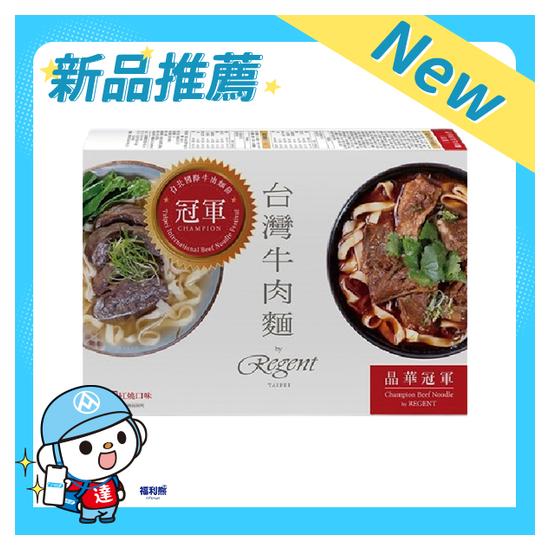 新品推薦
New
台北國際牛肉麵節
冠軍
CHAMPION
Taipei International Beef Noodle Festival
台灣牛肉麵
by
Regent
TAIPEI
晶華冠軍
Champion Beef Noodle
by REGENT
紅燒口味
達
福利熊